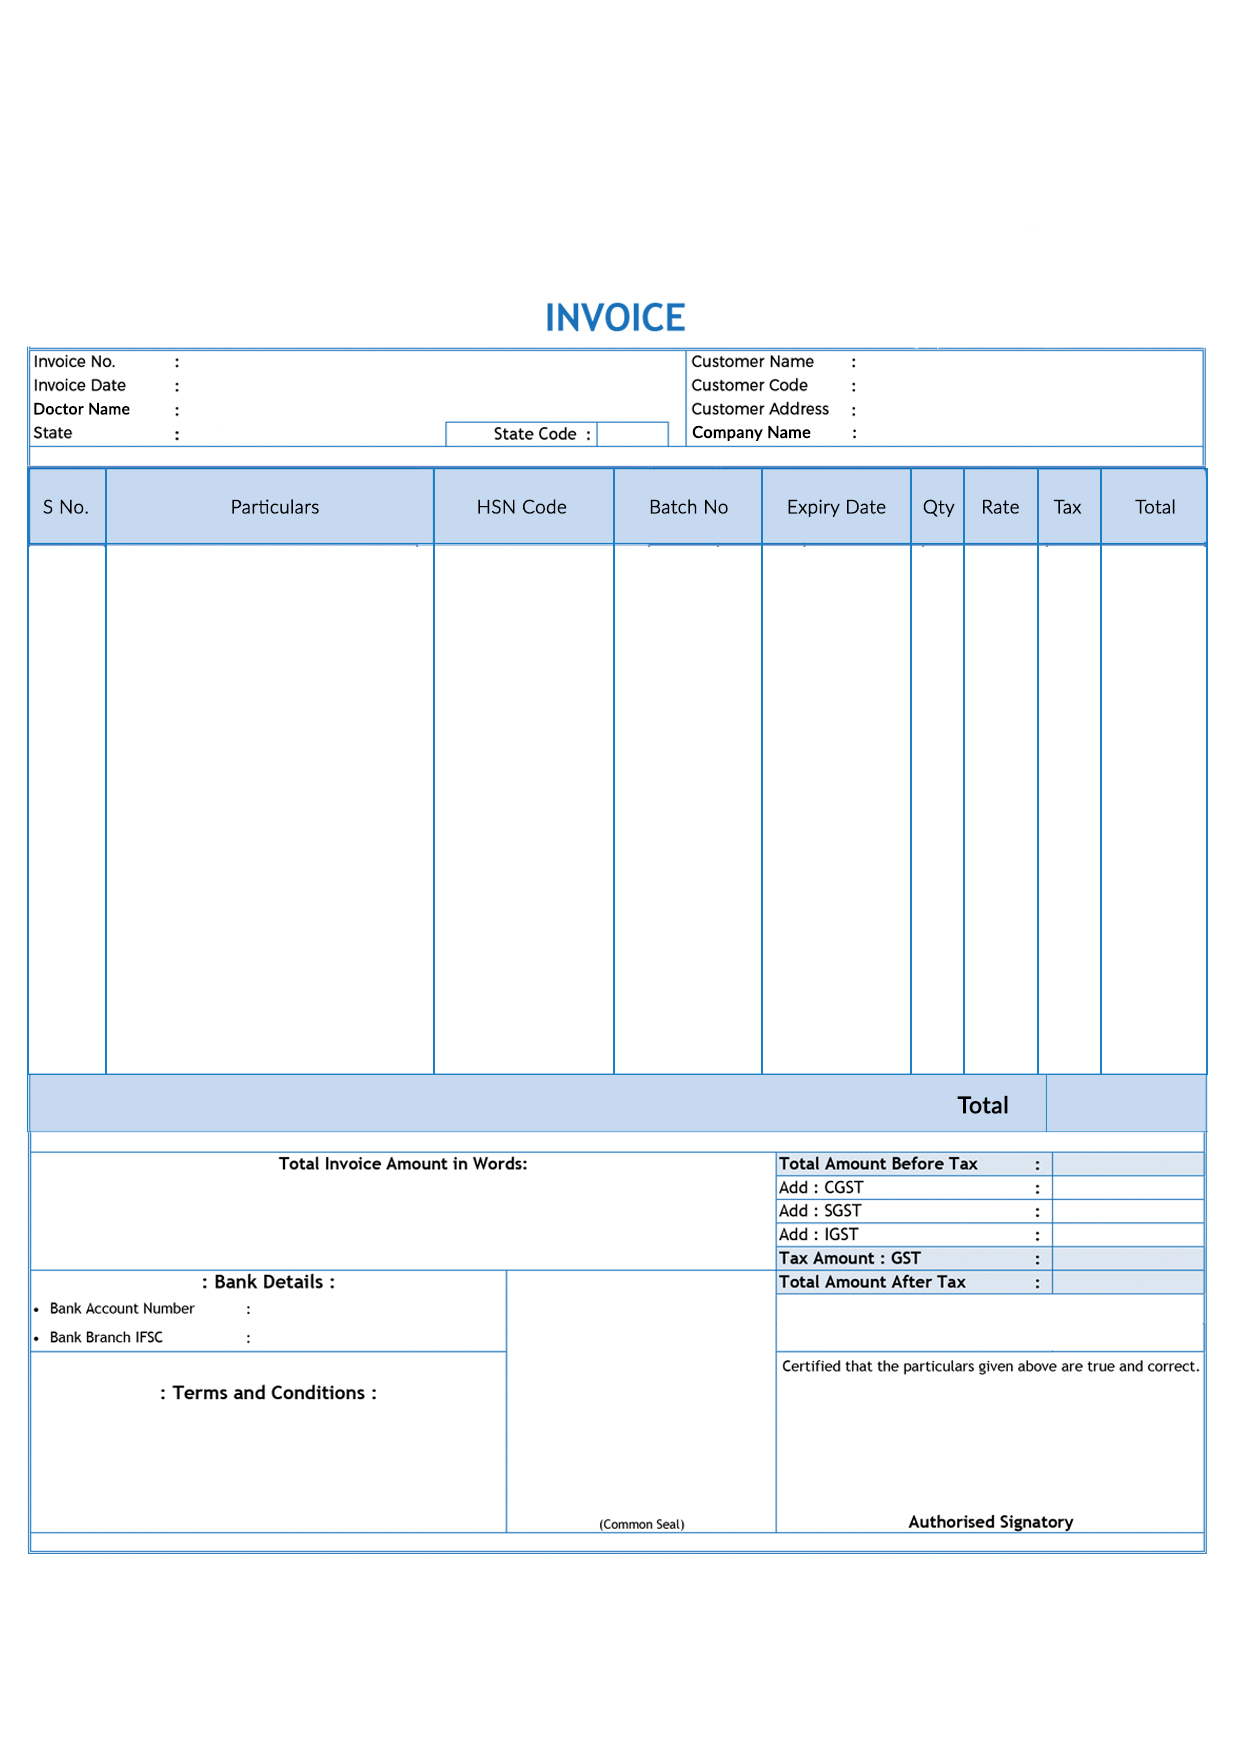 INVOICE
Invoice No. :
Invoice Date :
Doctor Name :
State : State Code :
Customer Name :
Customer Code :
Customer Address :
Company Name :
S No. Particulars HSN Code Batch No Expiry Date Qty Rate Tax Total
Total
Total Invoice Amount in Words:
Total Amount Before Tax :
Add : CGST :
Add : SGST :
Add : IGST :
Tax Amount : GST :
Total Amount After Tax :
: Bank Details :
• Bank Account Number :
• Bank Branch IFSC :
: Terms and Conditions :
(Common Seal)
Certified that the particulars given above are true and correct.
Authorised Signatory